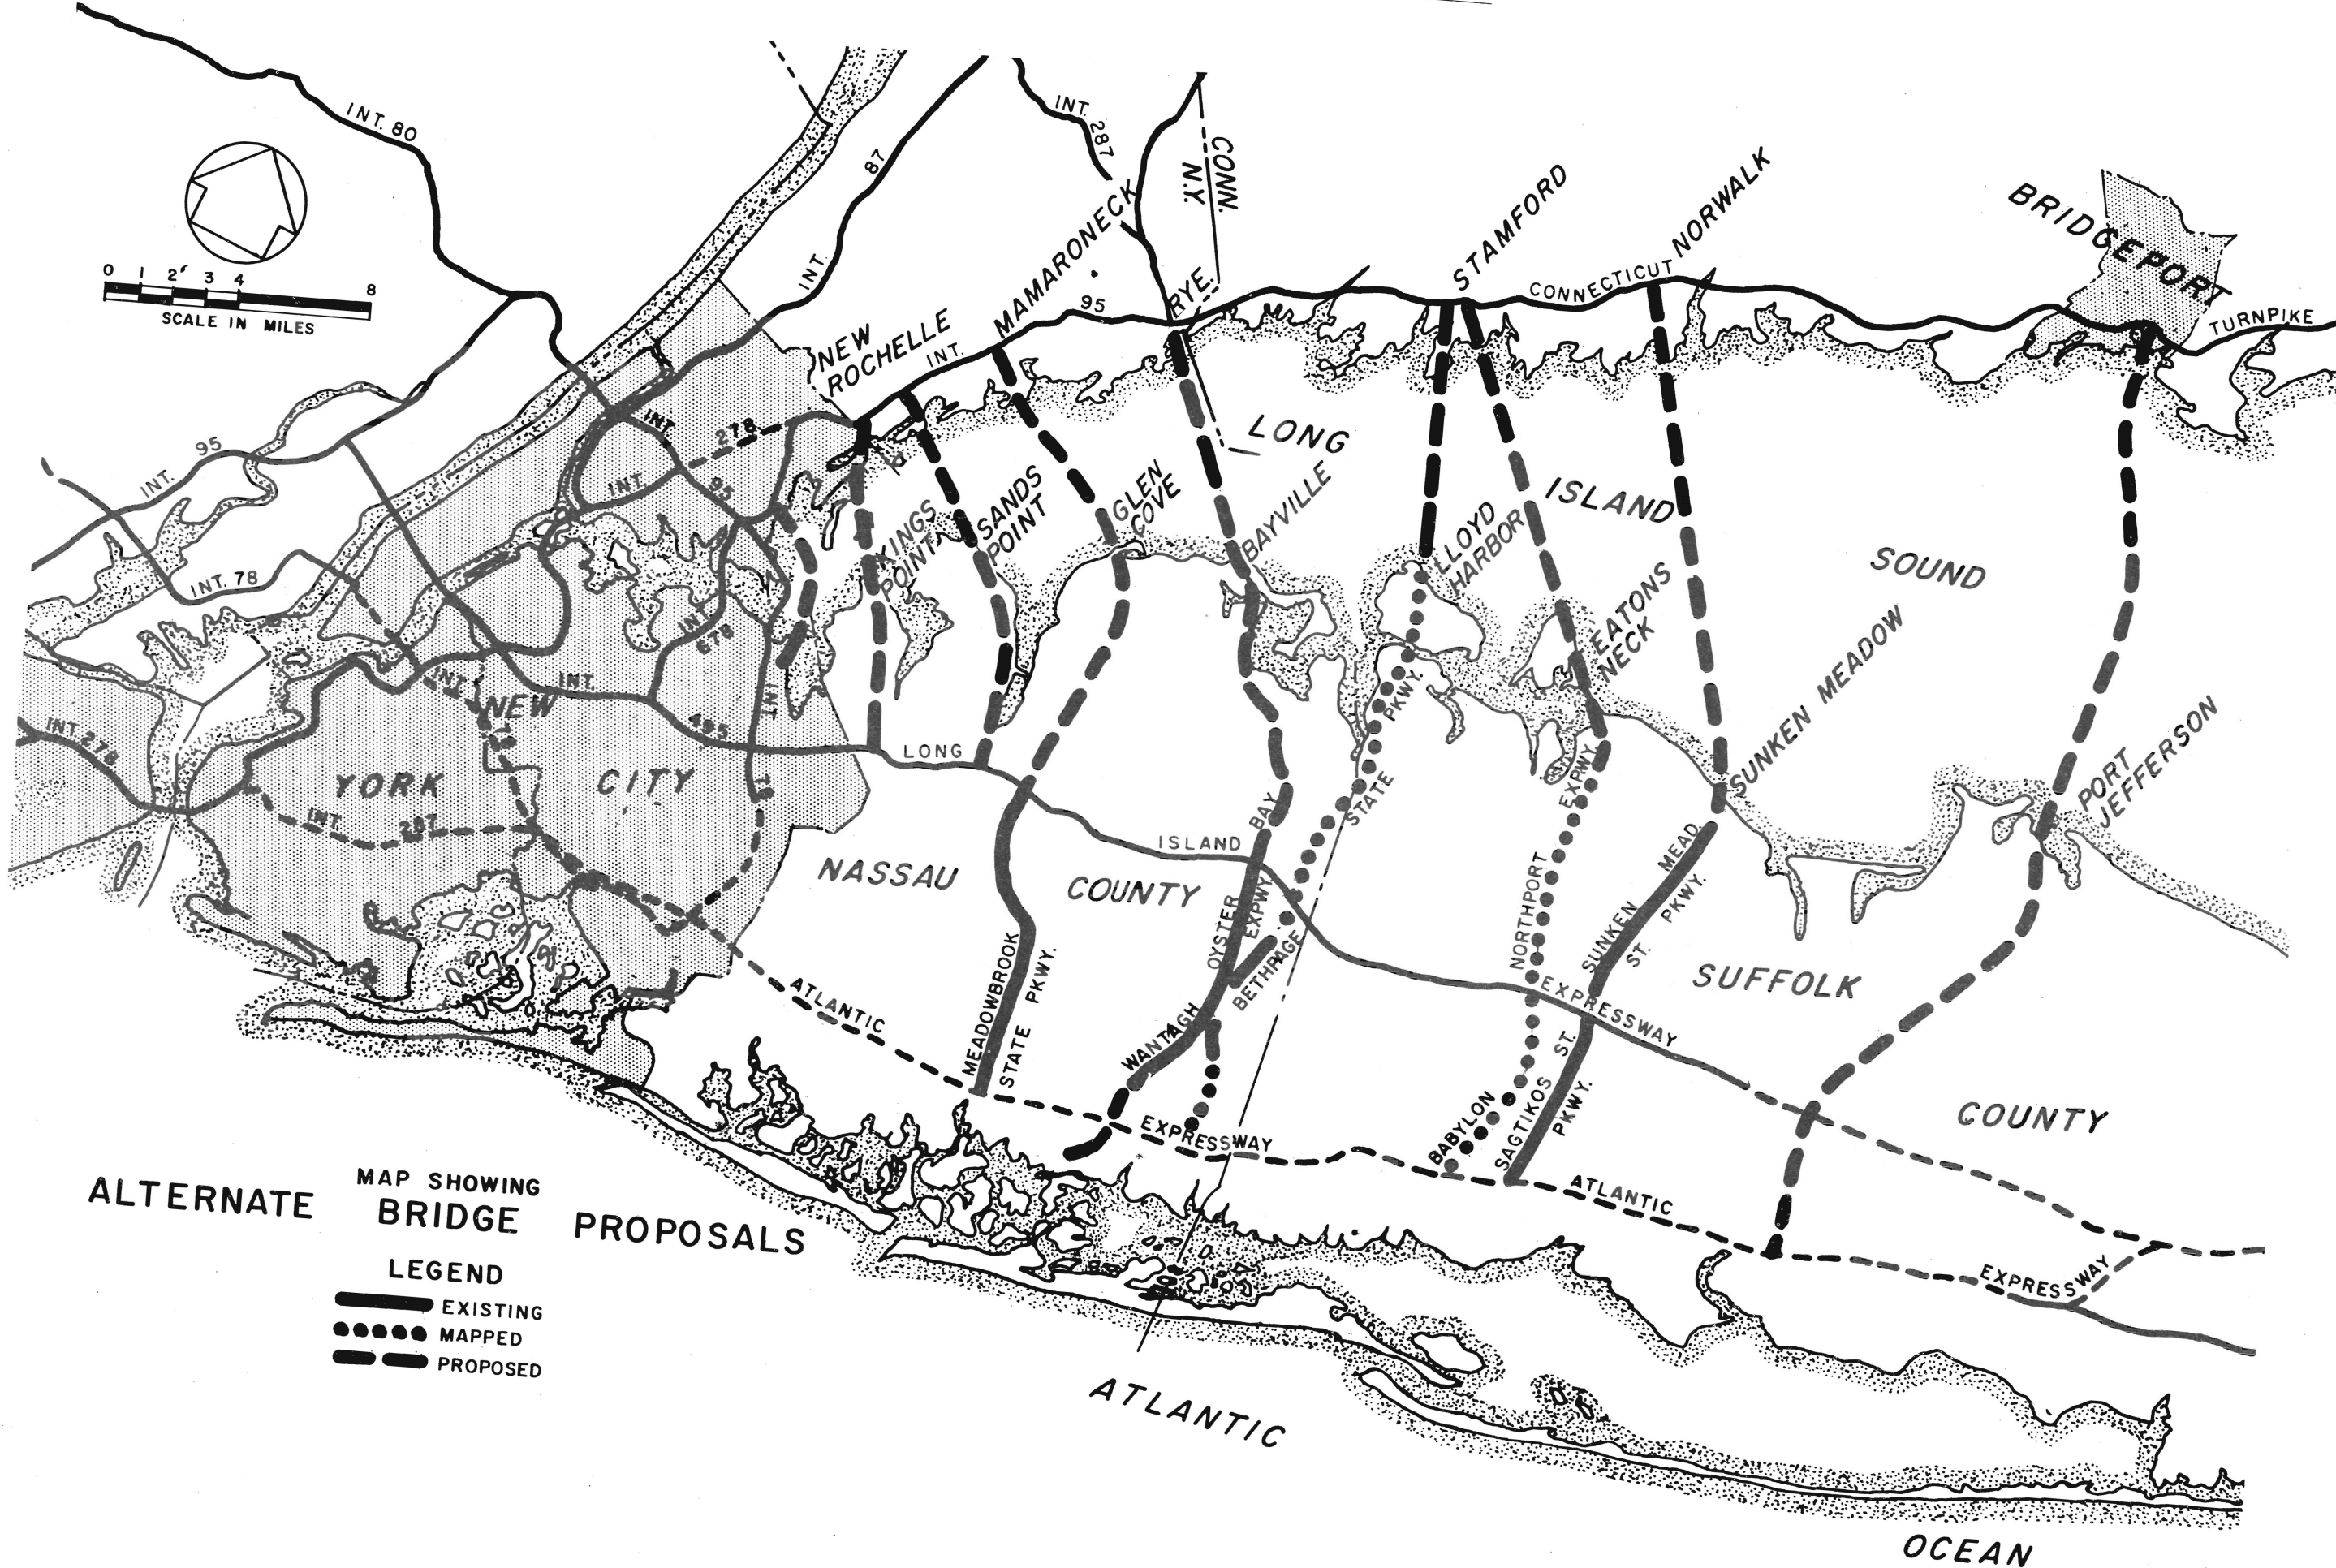 INT. 80
INT. 287
INT. 87
CONN.
N.Y.
0 1 2 3 4 8
SCALE IN MILES
NEW
ROCHELLE
MAMARONECK
RYE
STAMFORD
NORWALK
BRIDGEPORT
INT. 95
CONNECTICUT
TURNPIKE
INT. 95
INT. 278
INT. 95
INT.
INT. 78
INT. 678
INT.
INT. 495
INT.
INT. 278
INT. 287
NEW
YORK CITY
KINGS
POINT
SANDS
POINT
GLEN
COVE
BAYVILLE
LLOYD
HARBOR
EATONS
NECK
SUNKEN MEADOW
PORT
JEFFERSON
LONG
ISLAND
SOUND
LONG
ISLAND
EXPRESSWAY
NASSAU
COUNTY
SUFFOLK
COUNTY
MEADOWBROOK
STATE PKWY.
WANTAGH
OYSTER BAY
EXPWY.
BETHPAGE
STATE
PKWY.
BABYLON
NORTHPORT
EXPWY.
SUNKEN MEAD
ST. PKWY.
SAGTIKOS ST.
PKWY.
ATLANTIC
EXPRESSWAY
ATLANTIC
EXPRESSWAY
MAP SHOWING
ALTERNATE BRIDGE PROPOSALS
LEGEND
EXISTING
MAPPED
PROPOSED
ATLANTIC
OCEAN